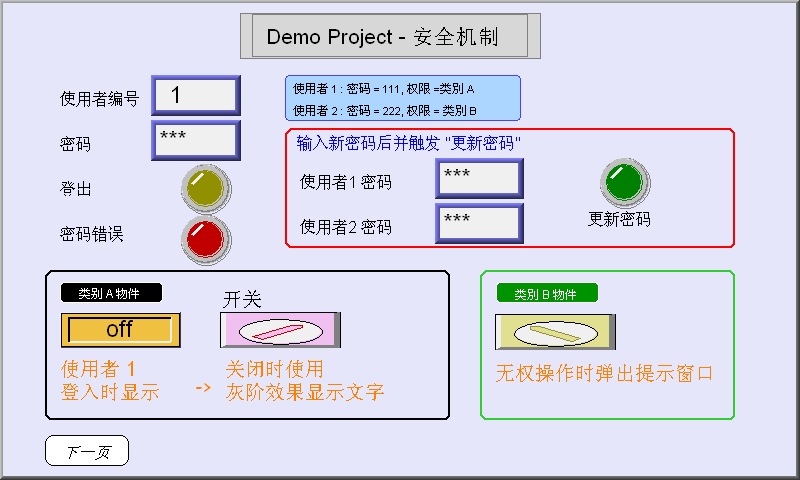 Demo Project - 安全机制
使用者编号
1
使用者 1 : 密码 = 111, 权限 =类别 A
使用者 2 : 密码 = 222, 权限 = 类别 B
密码
***
登出
密码错误
输入新密码后并触发 "更新密码"
使用者1 密码
***
使用者2 密码
***
更新密码
类别 A 物件
off
使用者 1
登入时显示
->
开关
关闭时使用
灰阶效果显示文字
类别 B 物件
无权操作时弹出提示窗口
下一页